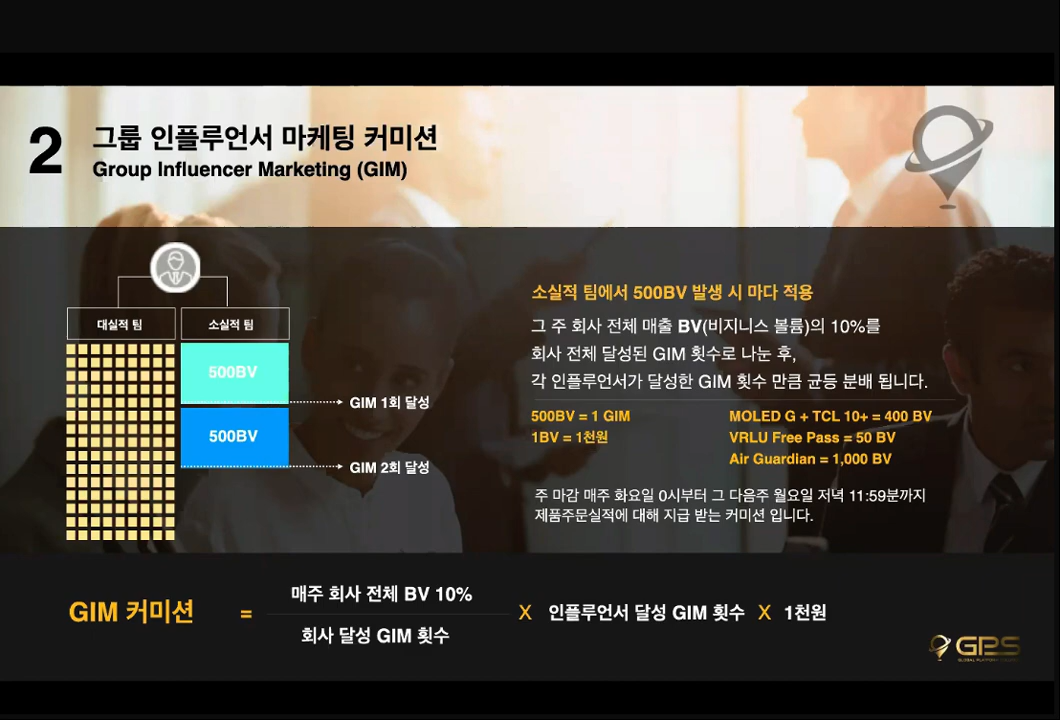 2
그룹 인플루언서 마케팅 커미션
Group Influencer Marketing (GIM)
대실적 팀
소실적 팀
500BV
GIM 1회 달성
500BV
GIM 2회 달성
소실적 팀에서 500BV 발생 시 마다 적용
그 주 회사 전체 매출 BV(비지니스 볼륨)의 10%를
회사 전체 달성된 GIM 횟수로 나눈 후,
각 인플루언서가 달성한 GIM 횟수 만큼 균등 분배 됩니다.
500BV = 1 GIM
1BV = 1천원
MOLED G + TCL 10+ = 400 BV
VRLU Free Pass = 50 BV
Air Guardian = 1,000 BV
주 마감 매주 화요일 0시부터 그 다음주 월요일 저녁 11:59분까지
제품주문실적에 대해 지급 받는 커미션 입니다.
GIM 커미션 = 매주 회사 전체 BV 10%
회사 달성 GIM 횟수
X 인플언서 달성 GIM 횟수 X 1천원
GPS